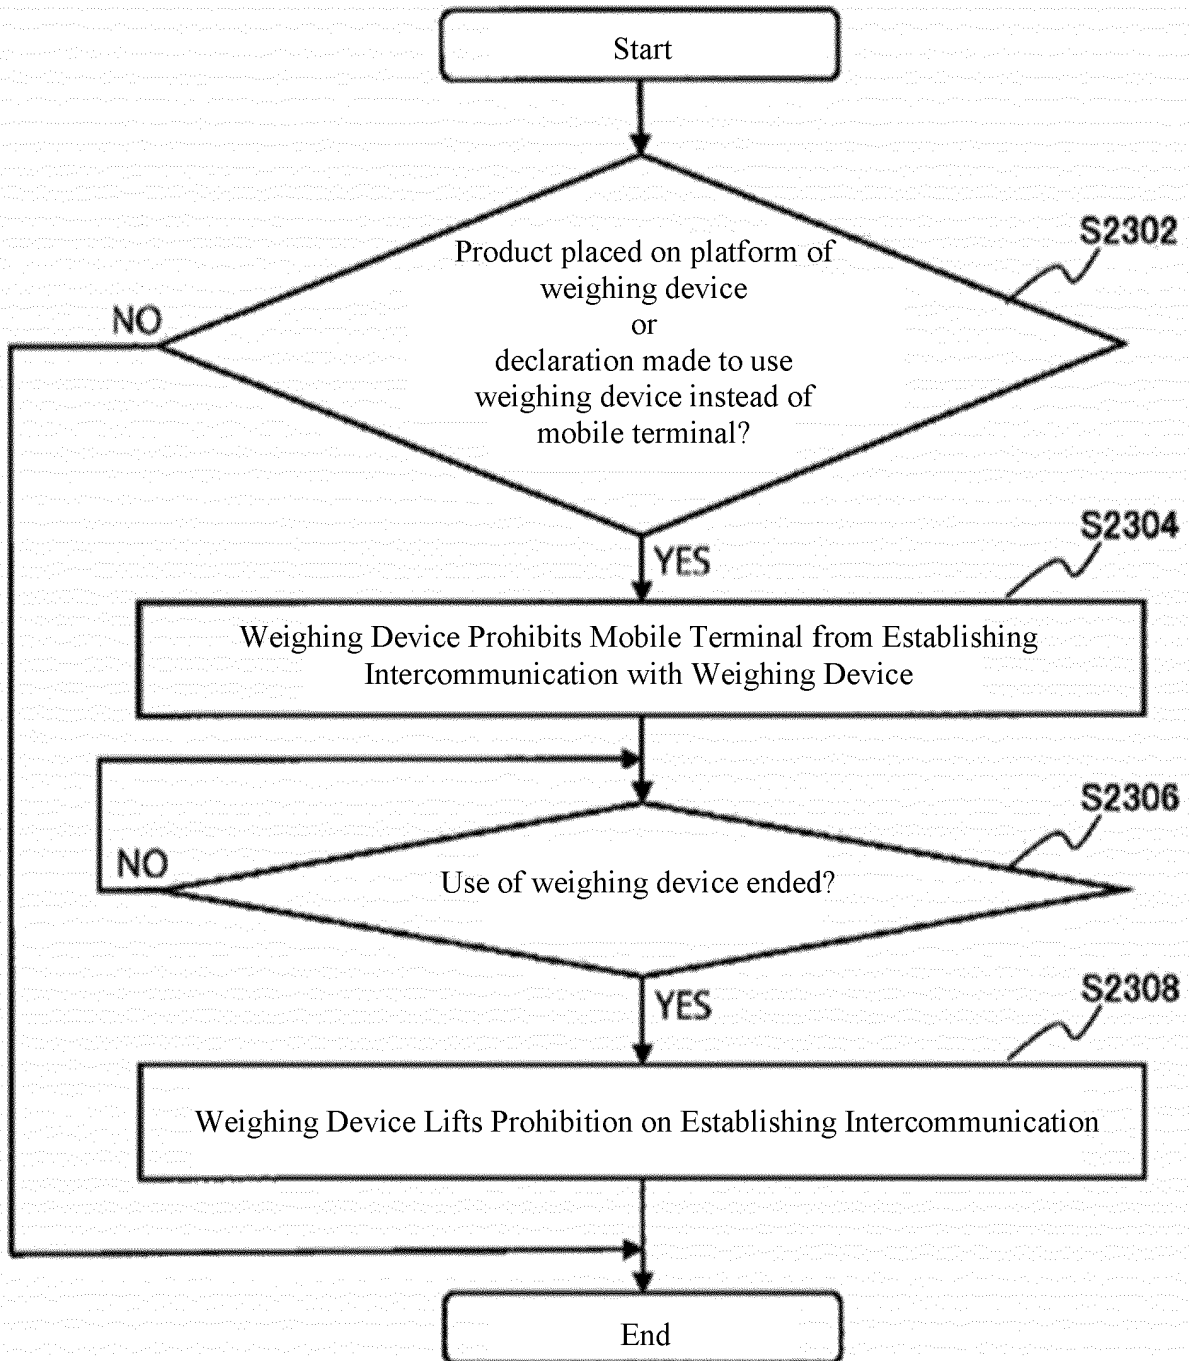 Start
S2302
Product placed on platform of
weighing device
or
declaration made to use
weighing device instead of
mobile terminal?
NO
YES
S2304
Weighing Device Prohibits Mobile Terminal from Establishing
Intercommunication with Weighing Device
S2306
NO
Use of weighing device ended?
YES
S2308
Weighing Device Lifts Prohibition on Establishing Intercommunication
End